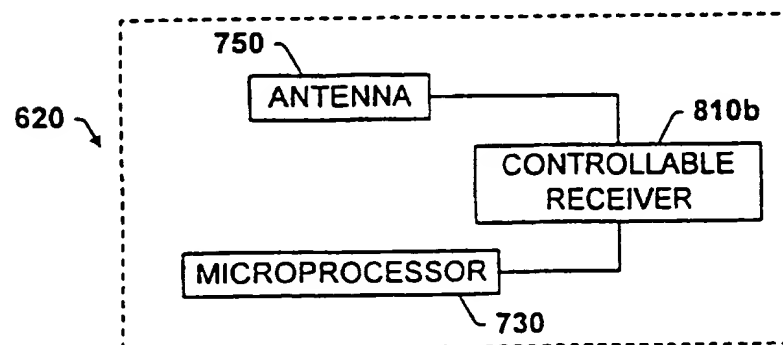 750
ANTENNA
620
810b
CONTROLLABLE
RECEIVER
MICROPROCESSOR
730